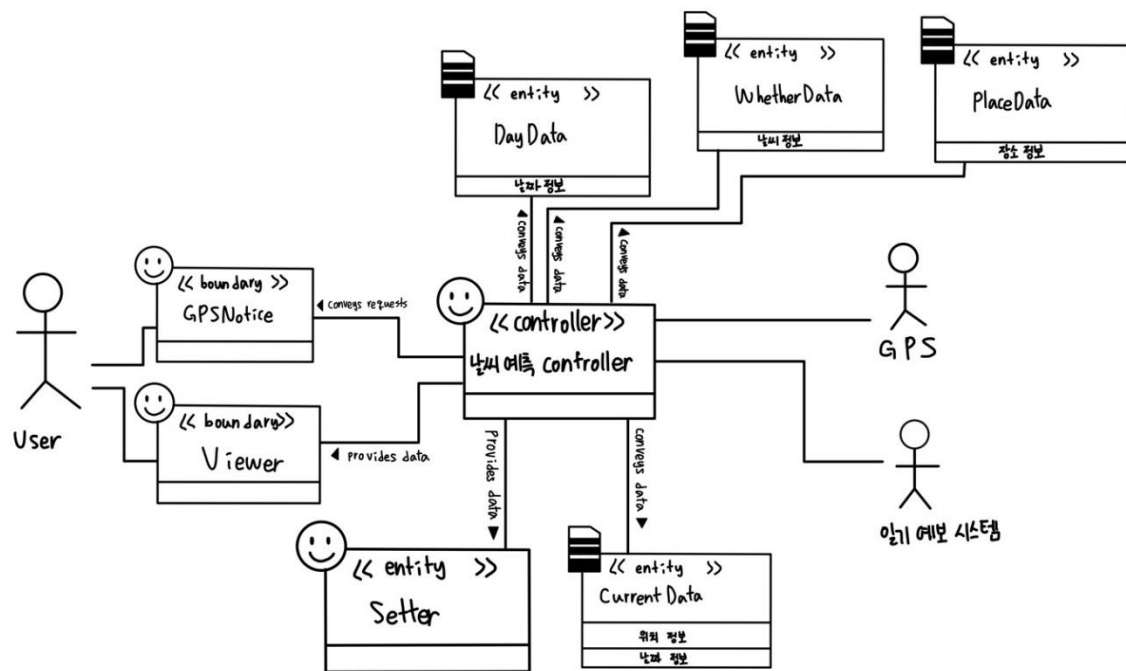 << entity >>
DayData
날짜 정보
<< entity >>
WhetherData
날씨 정보
<< entity >>
PlaceData
장소 정보
conveys data
conveys data
conveys data
User
<< boundary >>
GPSNotice
conveys requests
<< boundary>>
Viewer
provides data
<< controller >>
날씨 예측 controller
GPS
일기 예보 시스템
Provides data
conveys data
<< entity >>
Setter
<< entity >>
CurrentData
위치 정보
날짜 정보